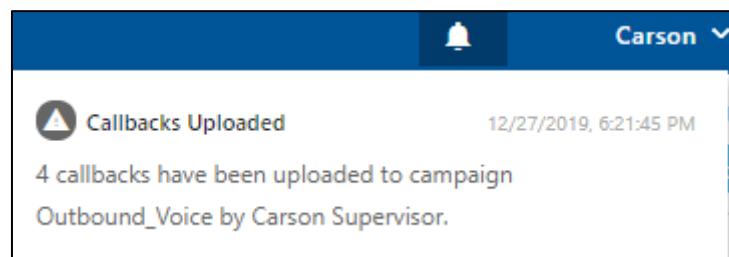 Carson
Callbacks Uploaded 12/27/2019, 6:21:45 PM
4 callbacks have been uploaded to campaign
Outbound_Voice by Carson Supervisor.